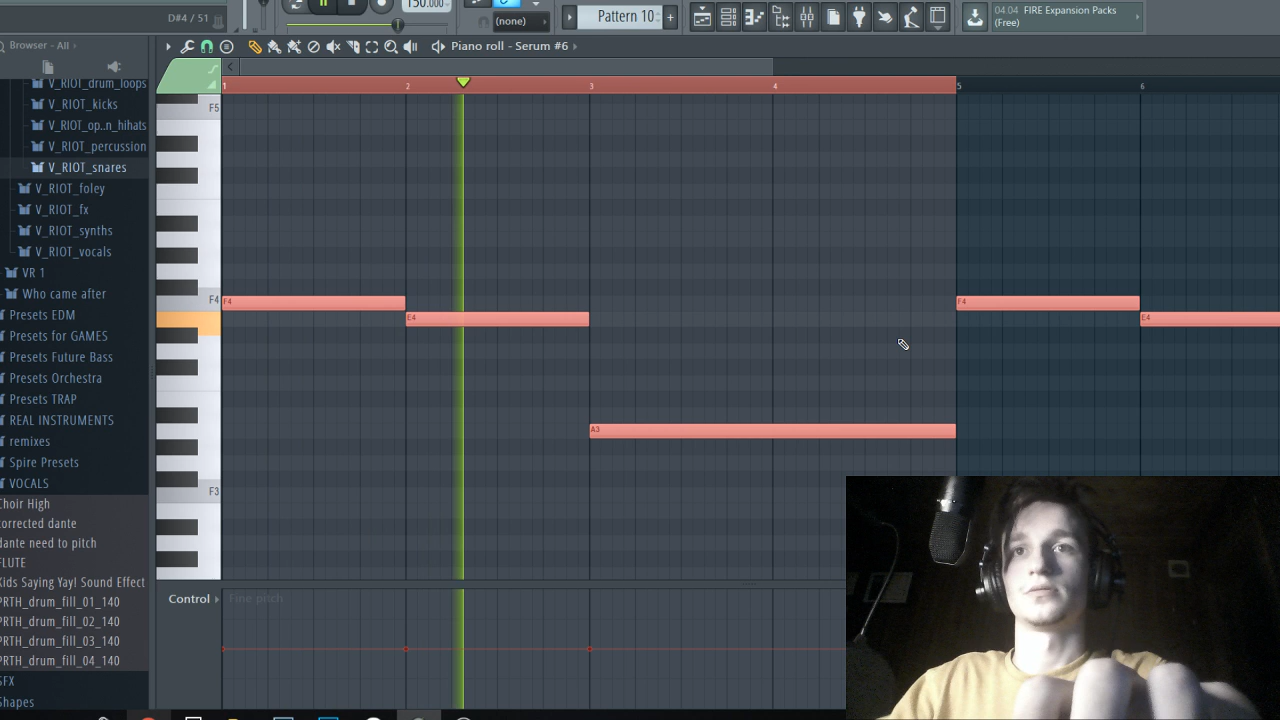 D#4 / 51
150.000
(none)
Pattern 10
04:04 FIRE Expansion Packs
(Free)
Browser - All
Piano roll - Serum #6
1 2 3 4 5 6
V_RIOT_drum_loops
V_RIOT_kicks
V_RIOT_op..n_hihats
V_RIOT_percussion
V_RIOT_snares
V_RIOT_foley
V_RIOT_fx
V_RIOT_synths
V_RIOT_vocals
VR 1
Who came after
Presets EDM
Presets for GAMES
Presets Future Bass
Presets Orchestra
Presets TRAP
REAL INSTRUMENTS
remixes
Spire Presets
VOCALS
Choir High
corrected dante
dante need to pitch
FLUTE
Kids Saying Yay! Sound Effect
PRTH_drum_fill_01_140
PRTH_drum_fill_02_140
PRTH_drum_fill_03_140
PRTH_drum_fill_04_140
SFX
Shapes
F5
F4
F3
F4
E4
A3
F4
E4
Control
Fine pitch